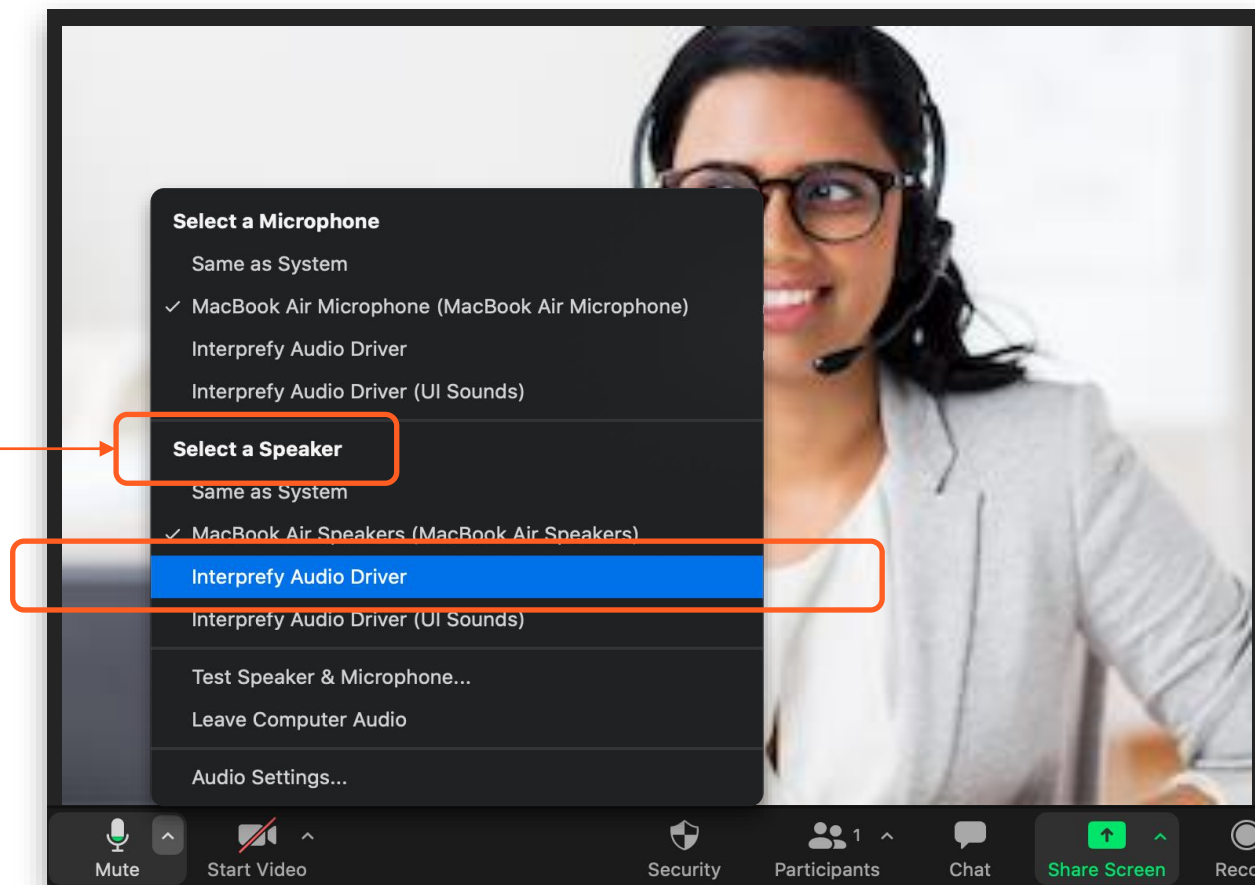 Select a Microphone
Same as System
✓ MacBook Air Microphone (MacBook Air Microphone)
Interprefy Audio Driver
Interprefy Audio Driver (UI Sounds)
Select a Speaker
Same as System
✓ MacBook Air Speakers (MacBook Air Speakers)
Interprefy Audio Driver
Interprefy Audio Driver (UI Sounds)
Test Speaker & Microphone...
Leave Computer Audio
Audio Settings...
1
Mute Start Video Security Participants Chat Share Screen Reco